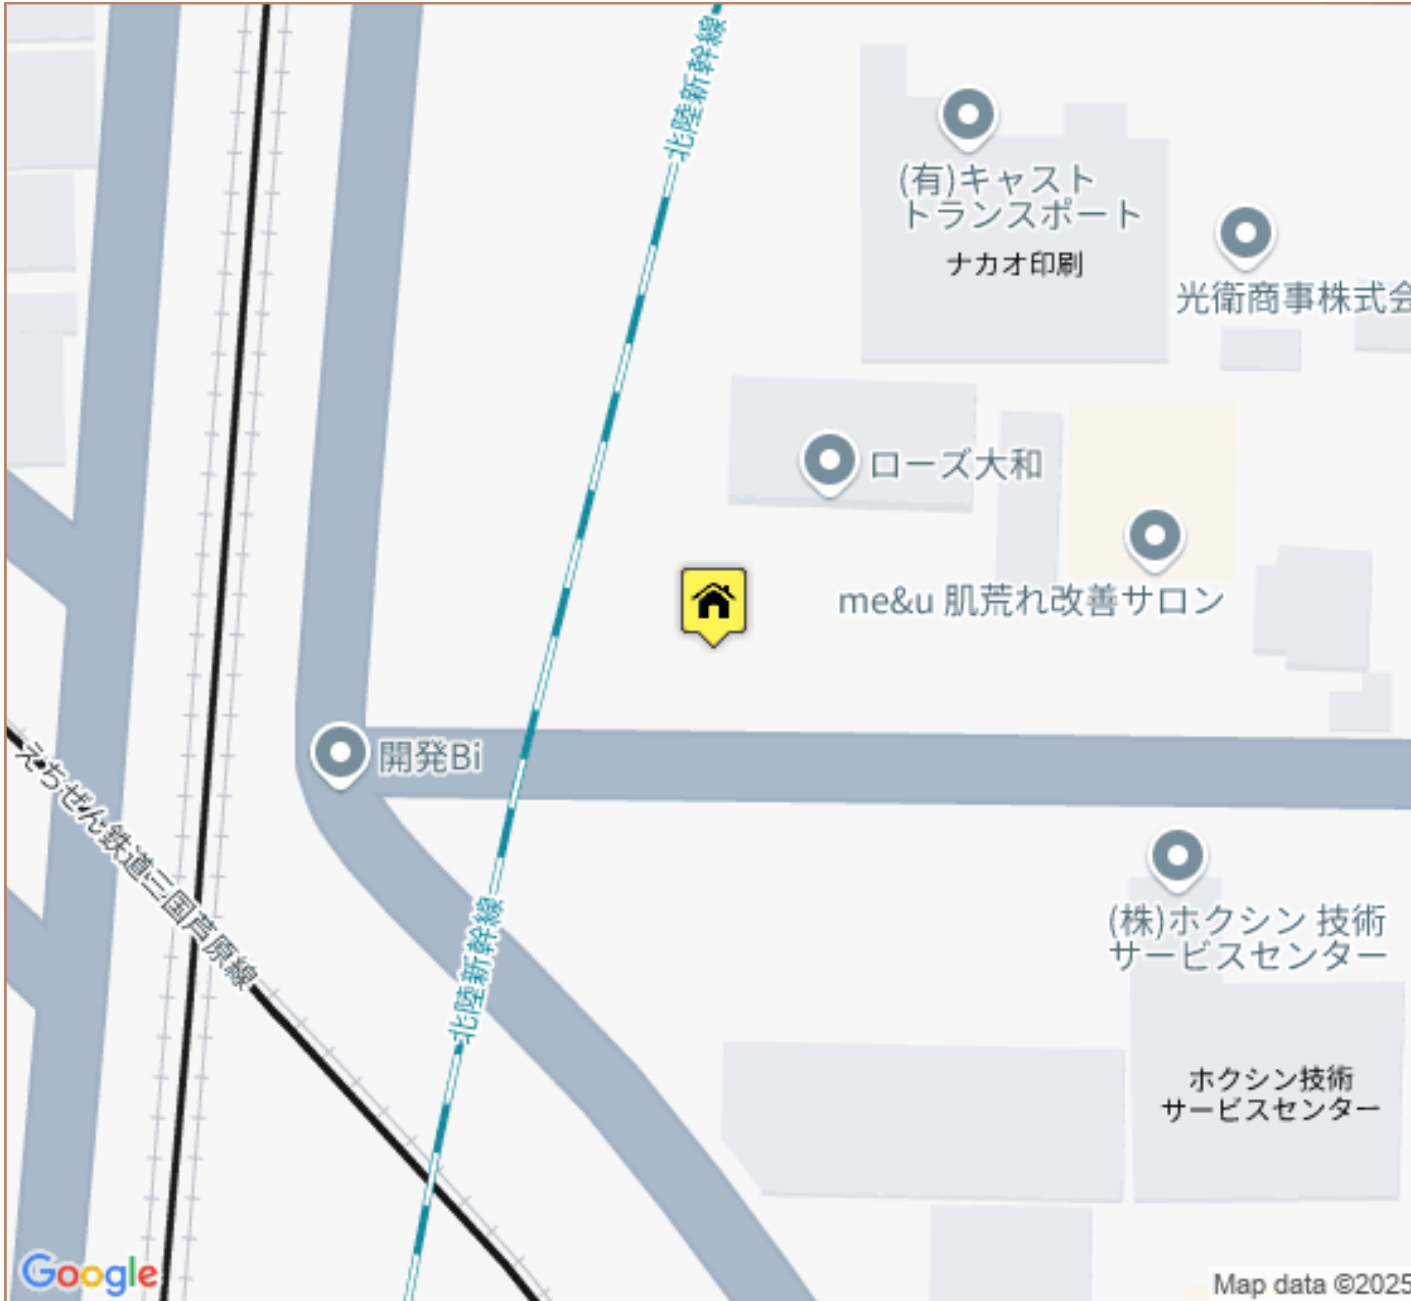 北陸新幹線
(有)キャスト
トランスポート
ナカオ印刷
光衛商事株式会
ローズ大和
me&u 肌荒れ改善サロン
開発Bi
えちぜん鉄道三国芦原線
北陸新幹線
(株)ホクシン 技術
サービスセンター
ホクシン技術
サービスセンター
Google
Map data ©2025